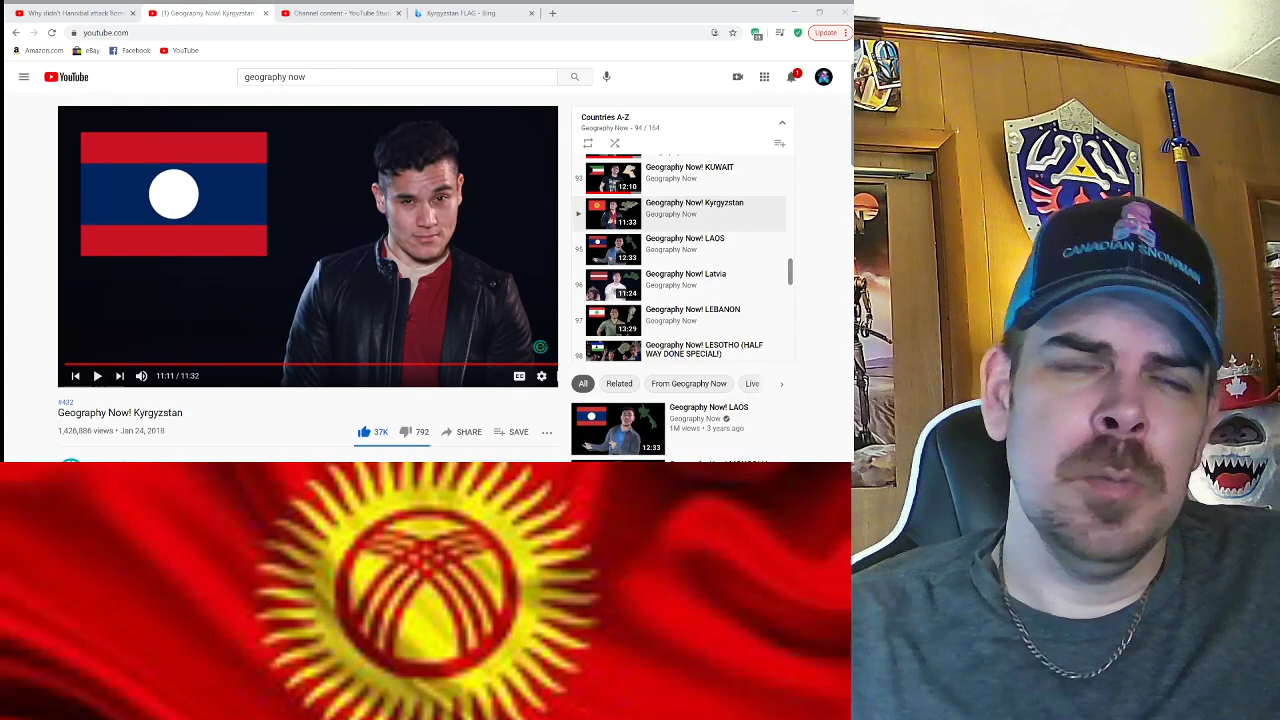 Why didn't Hannibal attack Rom
(1) Geography Now! Kyrgyzstan
Channel content - YouTube Stud
Kyrgyzstan FLAG - Bing
youtube.com
Update
Amazon.com
eBay
Facebook
YouTube
YouTube
geography now
1
Countries A-Z
Geography Now - 94 / 164
93
Geography Now! KUWAIT
Geography Now
12:10
Geography Now! Kyrgyzstan
Geography Now
11:33
95
Geography Now! LAOS
Geography Now
12:33
96
Geography Now! Latvia
Geography Now
11:24
97
Geography Now! LEBANON
Geography Now
13:29
98
Geography Now! LESOTHO (HALF
WAY DONE SPECIAL!)
11:11 / 11:32
CC
All
Related
From Geography Now
Live
#432
Geography Now! Kyrgyzstan
1,426,886 views • Jan 24, 2018
37K
792
SHARE
SAVE
Geography Now! LAOS
Geography Now
1M views • 3 years ago
12:33
CANADIAN SNOWMAN